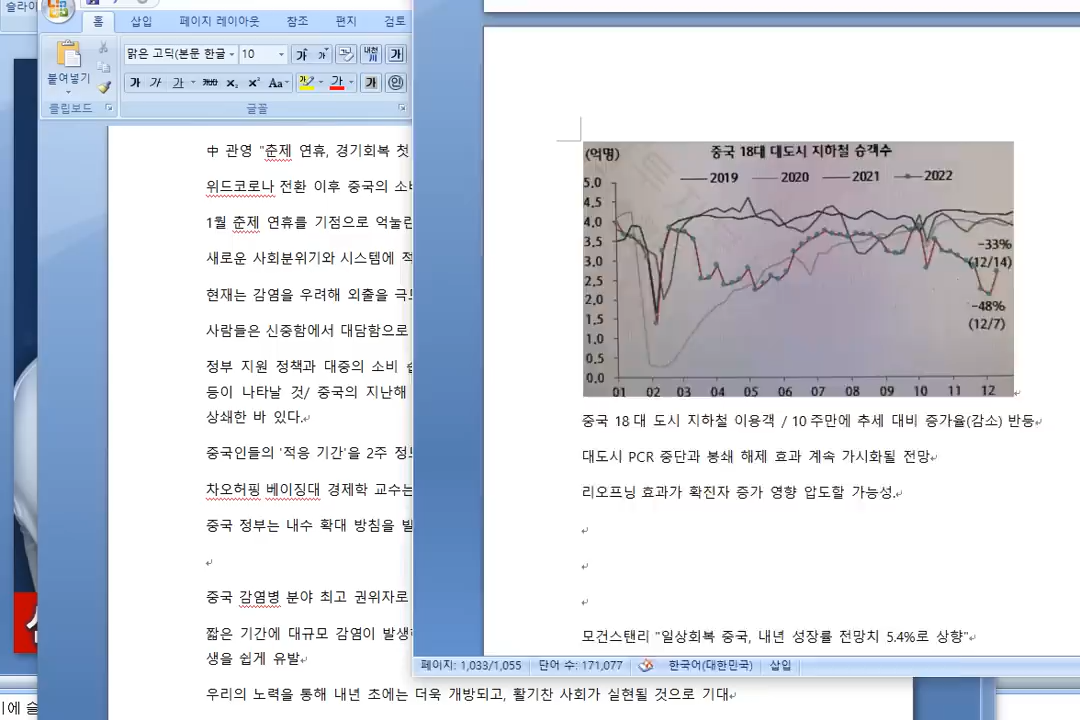 슬라이
홈 삽입 페이지 레이아웃 참조 편지 검토
맑은 고딕(본문 한글 10
붙여넣기
클립보드
글꼴
中 관영 "춘제 연휴, 경기회복 첫
위드코로나 전환 이후 중국의 소비
1월 춘제 연휴를 기점으로 억눌린
새로운 사회분위기와 시스템에 적
현재는 감염을 우려해 외출을 극도
사람들은 신중함에서 대담함으로
정부 지원 정책과 대중의 소비
등이 나타날 것/ 중국의 지난해
상쇄한 바 있다.
중국인들의 '적응 기간'을 2주 정도
차오허핑 베이징대 경제학 교수는
중국 정부는 내수 확대 방침을
중국 감염병 분야 최고 권위자로
짧은 기간에 대규모 감염이 발생
생을 쉽게 유발
우리의 노력을 통해 내년 초에는 더욱 개방되고, 활기찬 사회가 실현될 것으로 기대
(억명) 중국 18대 대도시 지하철 승객수
2019 2020 2021 2022
5.0
4.5
4.0
3.5
3.0
2.5
2.0
1.5
1.0
0.5
0.0
-33%
(12/14)
-48%
(12/7)
01 02 03 04 05 06 07 08 09 10 11 12
중국 18대 도시 지하철 이용객 / 10주만에 추세 대비 증가율(감소) 반등
대도시 PCR 중단과 봉쇄 해제 효과 계속 가시화될 전망
리오프닝 효과가 확진자 증가 영향 압도할 가능성.
모건스탠리 "일상회복 중국, 내년 성장률 전망치 5.4%로 상향"
페이지: 1,033/1,055 단어 수: 171,077 한국어(대한민국) 삽입
기에 슬